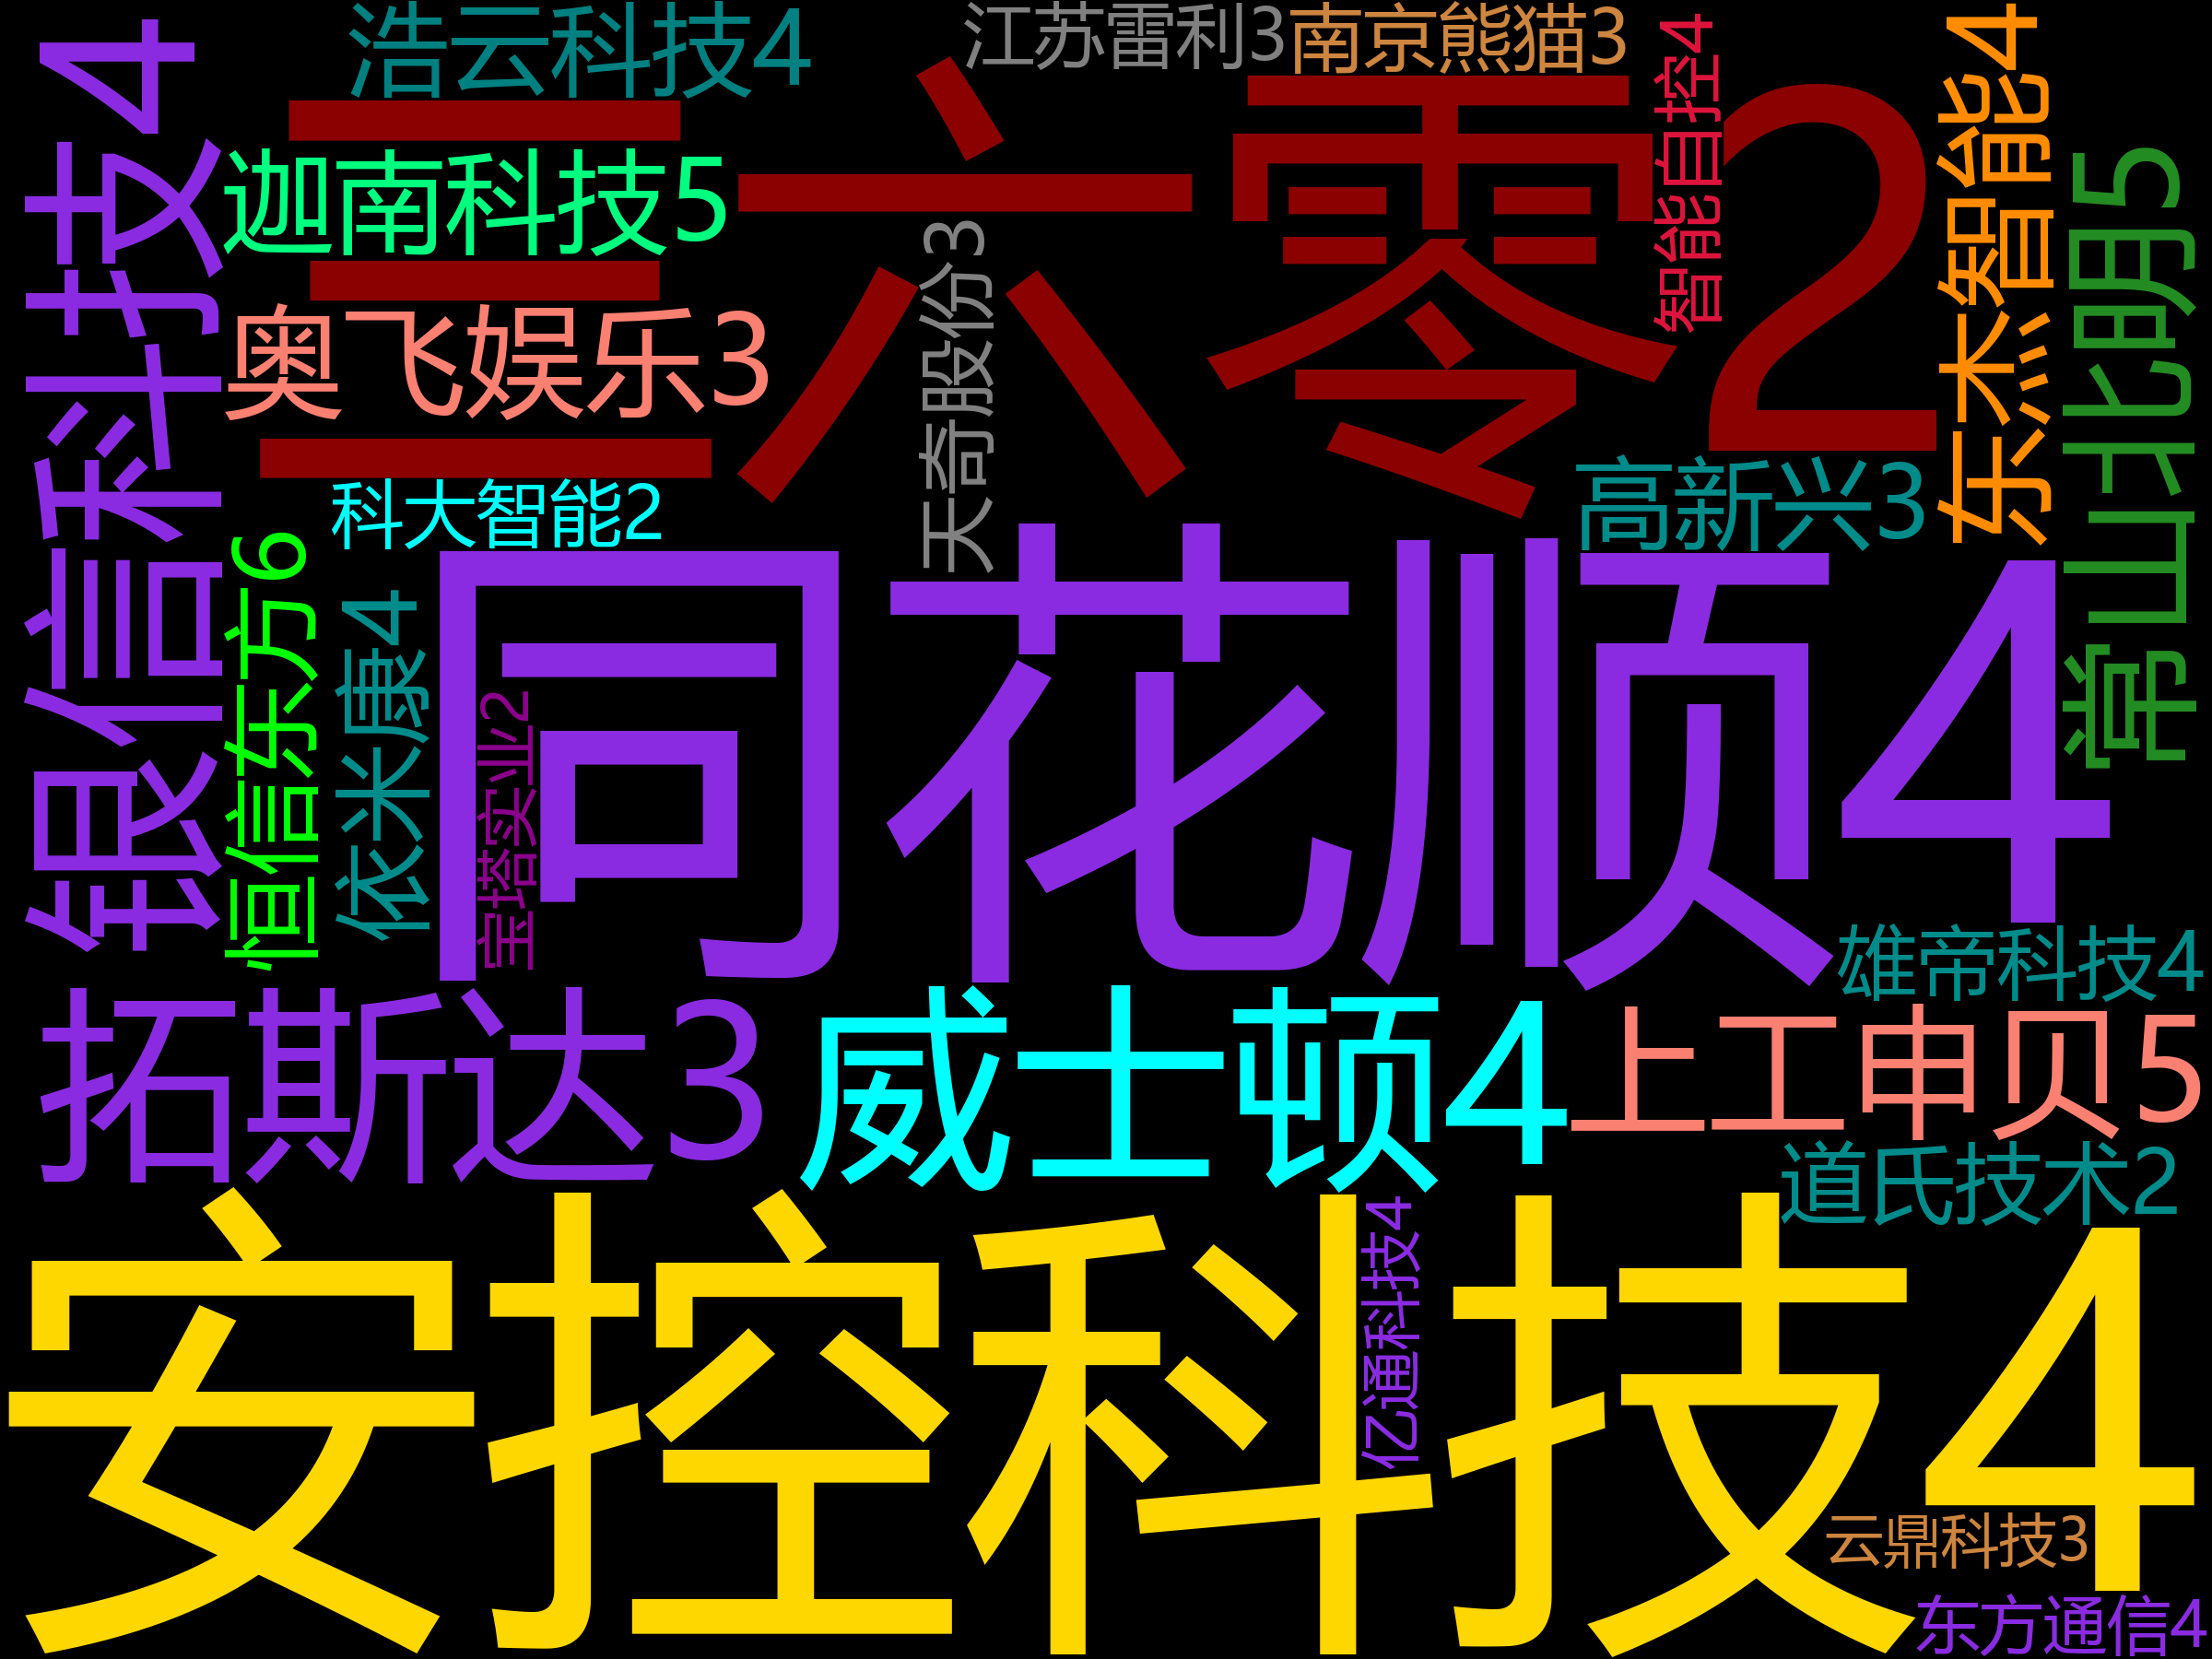 浩云科技4
江苏雷利3
南京熊猫3
智能自控4
东杰智能4
常山北明5
三六零2
迦南科技5
奥飞娱乐3
天奇股份3
科大智能2
高新兴3
银信科技4
恒信东方6
依米康4
宝塔实业2
同花顺4
维帝科技4
拓斯达3
威士顿4
上工申贝5
道氏技术2
亿通科技4
安控科技4
云鼎科技3
东方通信4